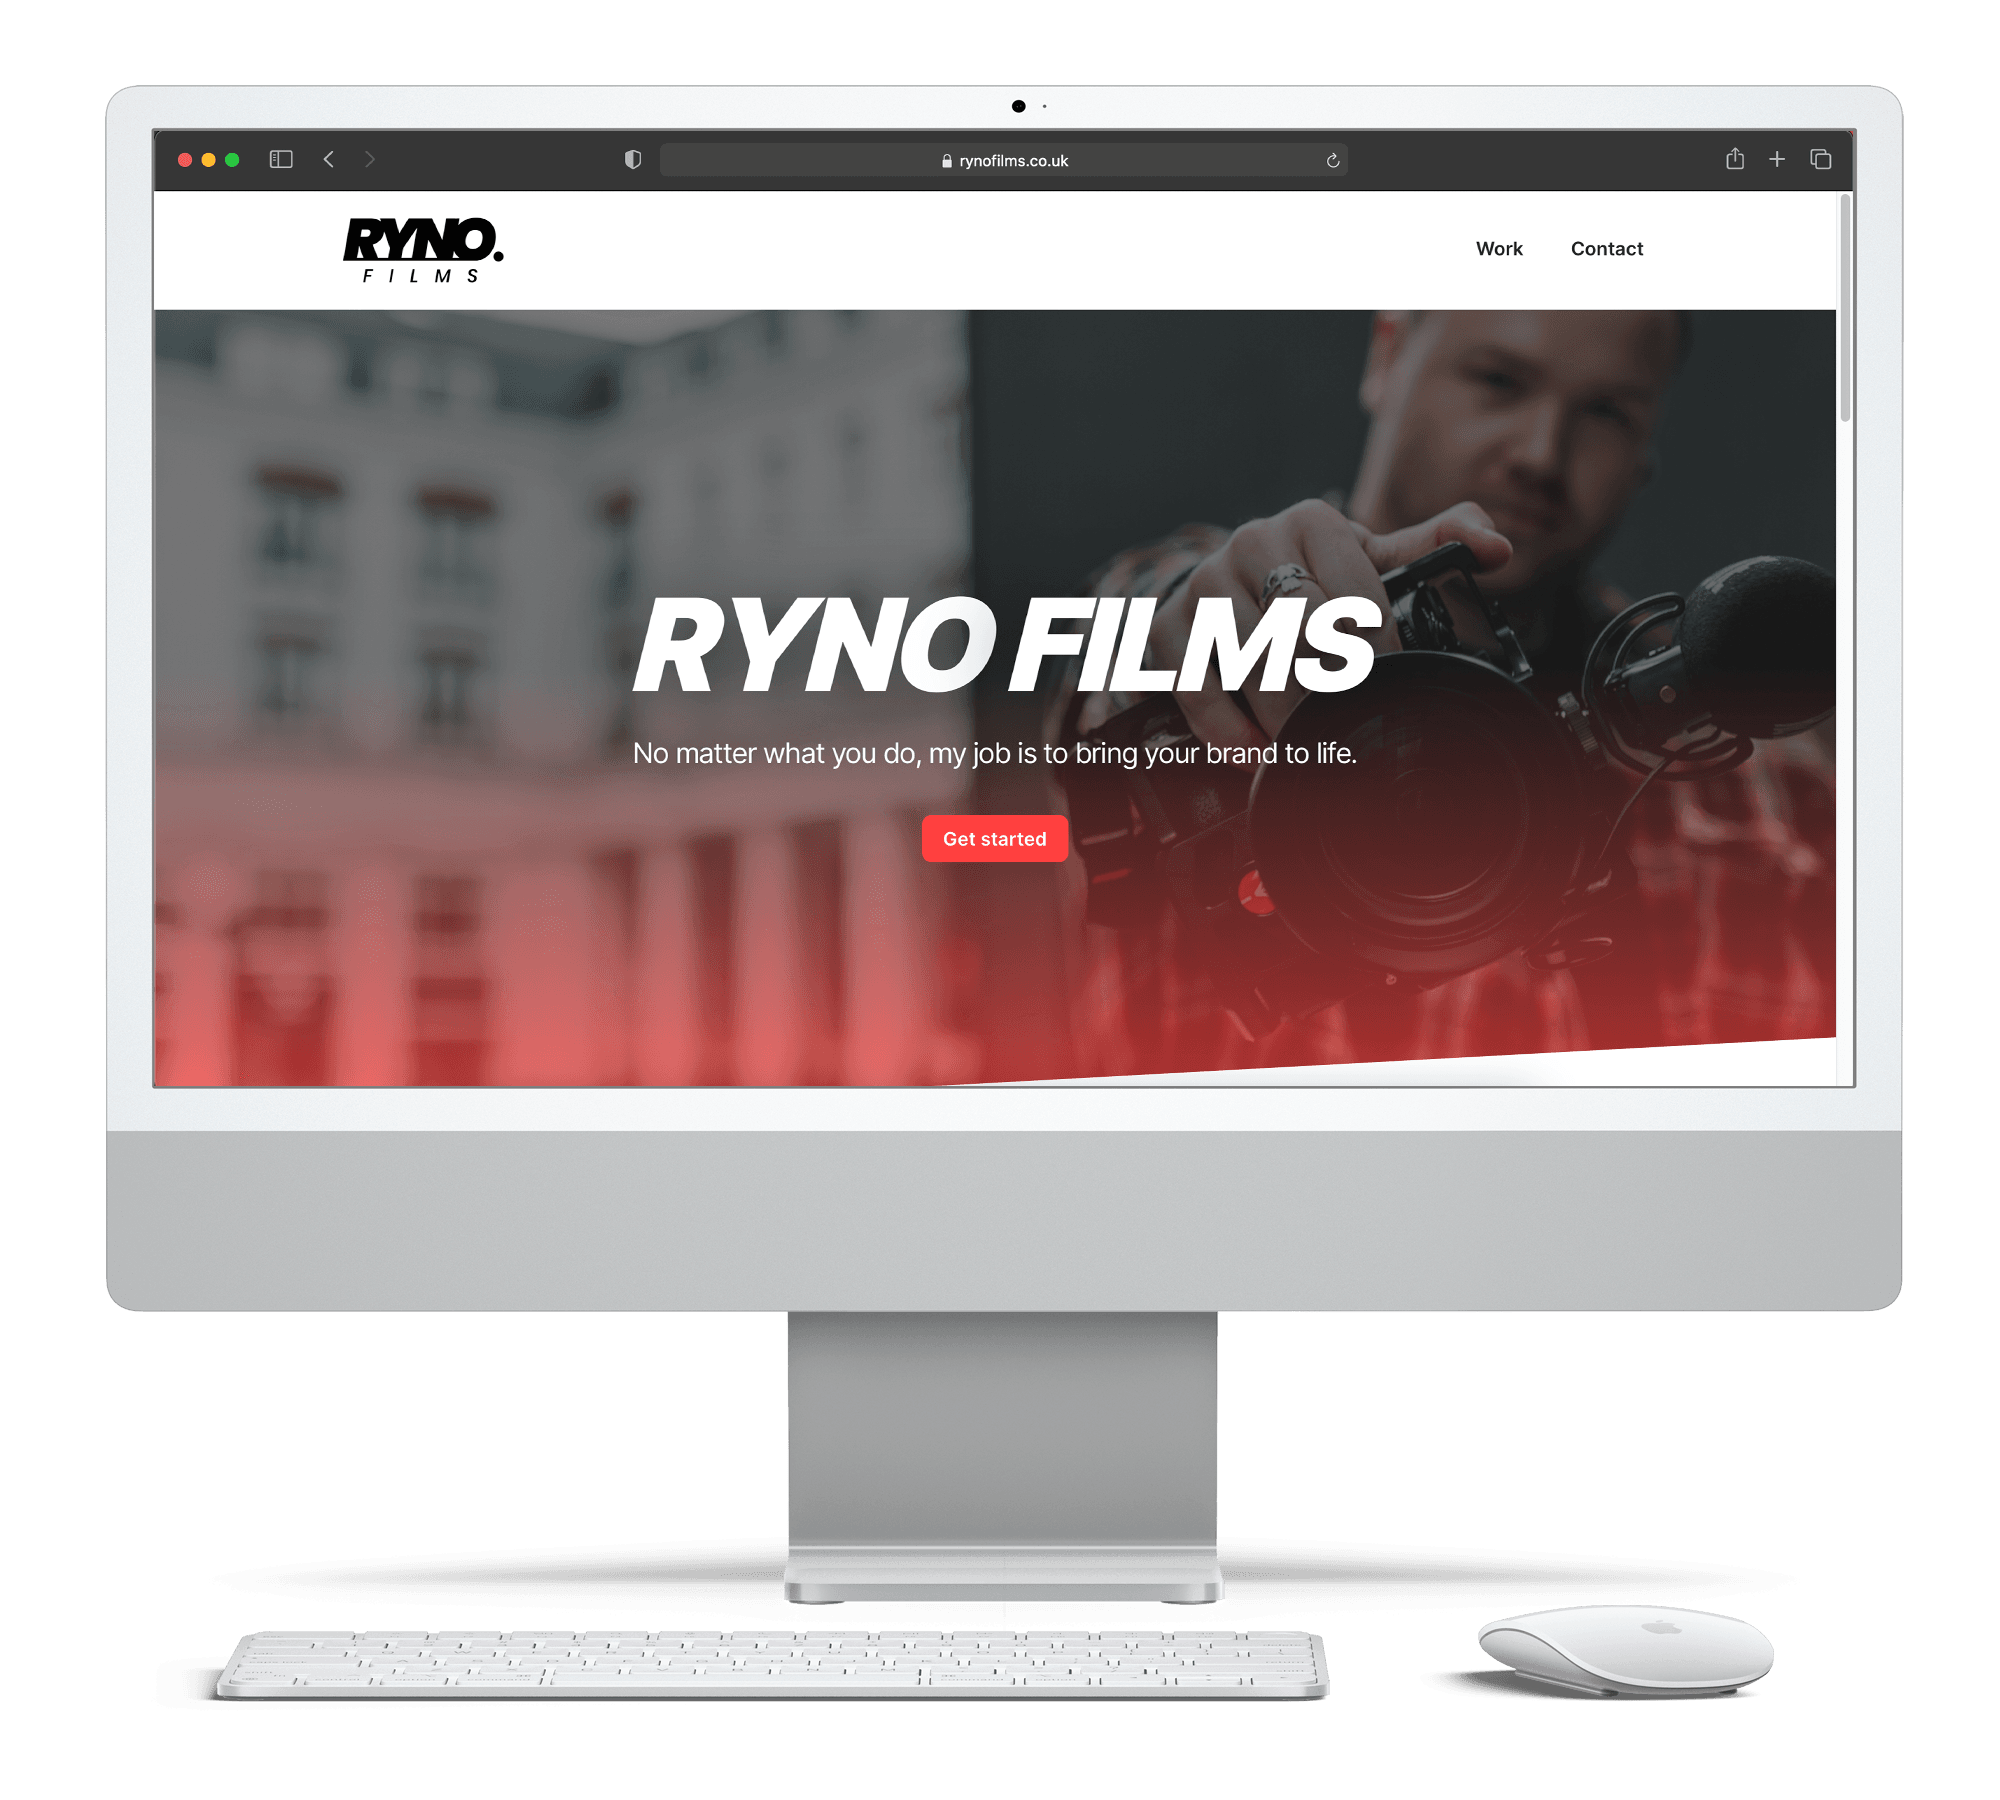 rynofilms.co.uk
RYNO.
FILMS
Work Contact
RYNO FILMS
No matter what you do, my job is to bring your brand to life.
Get started